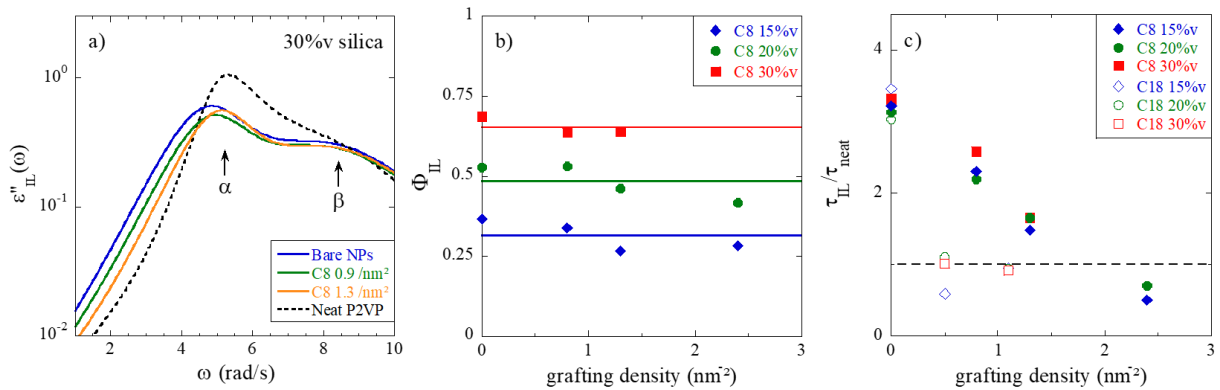 a)
30%v silica
10⁰
10⁻¹
10⁻²
ε"IL(ω)
α
β
Bare NPs
C8 0.9 /nm²
C8 1.3 /nm²
Neat P2VP
2 4 6 8 10
ω (rad/s)
b)
C8 15%v
C8 20%v
C8 30%v
1
0.75
0.5
0.25
0
ΦIL
0 1 2 3
grafting density (nm⁻²)
c)
C8 15%v
C8 20%v
C8 30%v
C18 15%v
C18 20%v
C18 30%v
4
2
0
τIL/τneat
0 1 2 3
grafting density (nm⁻²)